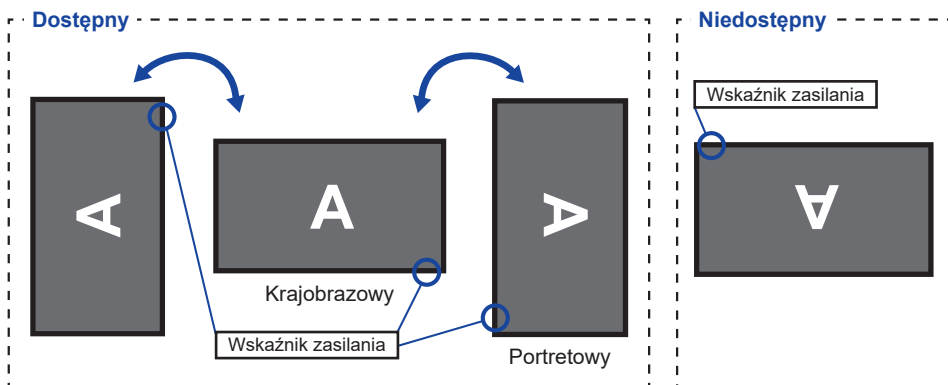 Dostępny
Niedostępny
Wskaźnik zasilania
A
A
A
A
Krajobrazowy
Wskaźnik zasilania
Portretowy